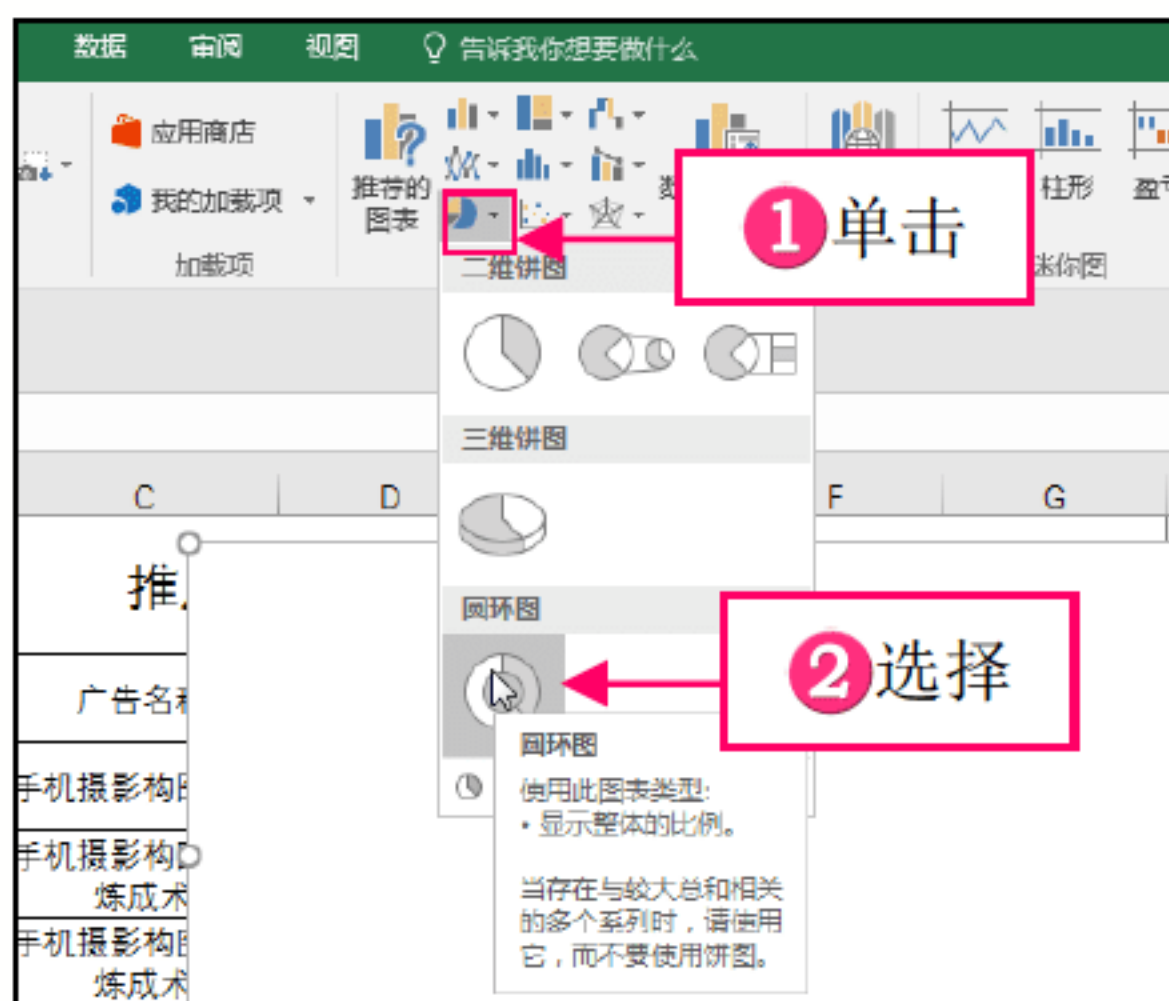 数据 审阅 视图 告诉我你想要做什么
应用商店
我的加载项
加载项
推荐的
图表
柱形
迷你图
1单击
二维饼图
三维饼图
C D F G
推
圆环图
2选择
广告名
圆环图
使用此图表类型:
• 显示整体的比例。
当存在与较大总和相关
的多个系列时，请使用
它，而不要使用饼图。
手机摄影构
手机摄影构
炼成术
手机摄影构
炼成术